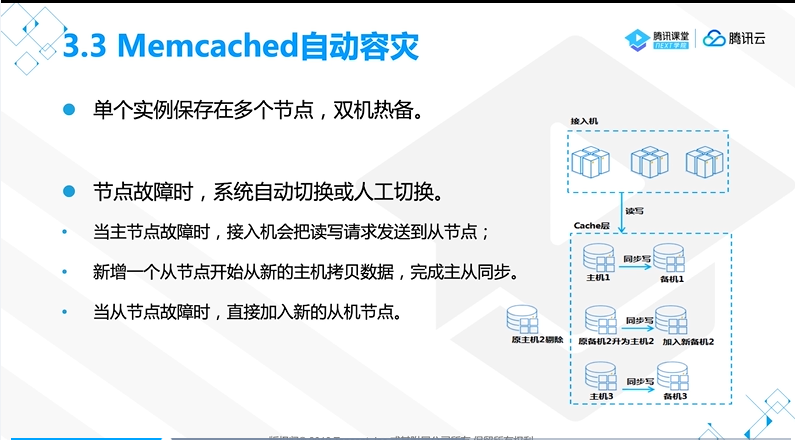 3.3 Memcached自动容灾
腾讯课堂
NEXT学院
腾讯云
单个实例保存在多个节点，双机热备。
节点故障时，系统自动切换或人工切换。
当主节点故障时，接入机会把读写请求发送到从节点；
新增一个从节点开始从新的主机拷贝数据，完成主从同步。
当从节点故障时，直接加入新的从机节点。
接入机
读写
Cache层
同步写
主机1
备机1
同步写
原主机2剔除
原备机2升为主机2
加入新备机2
同步写
主机3
备机3